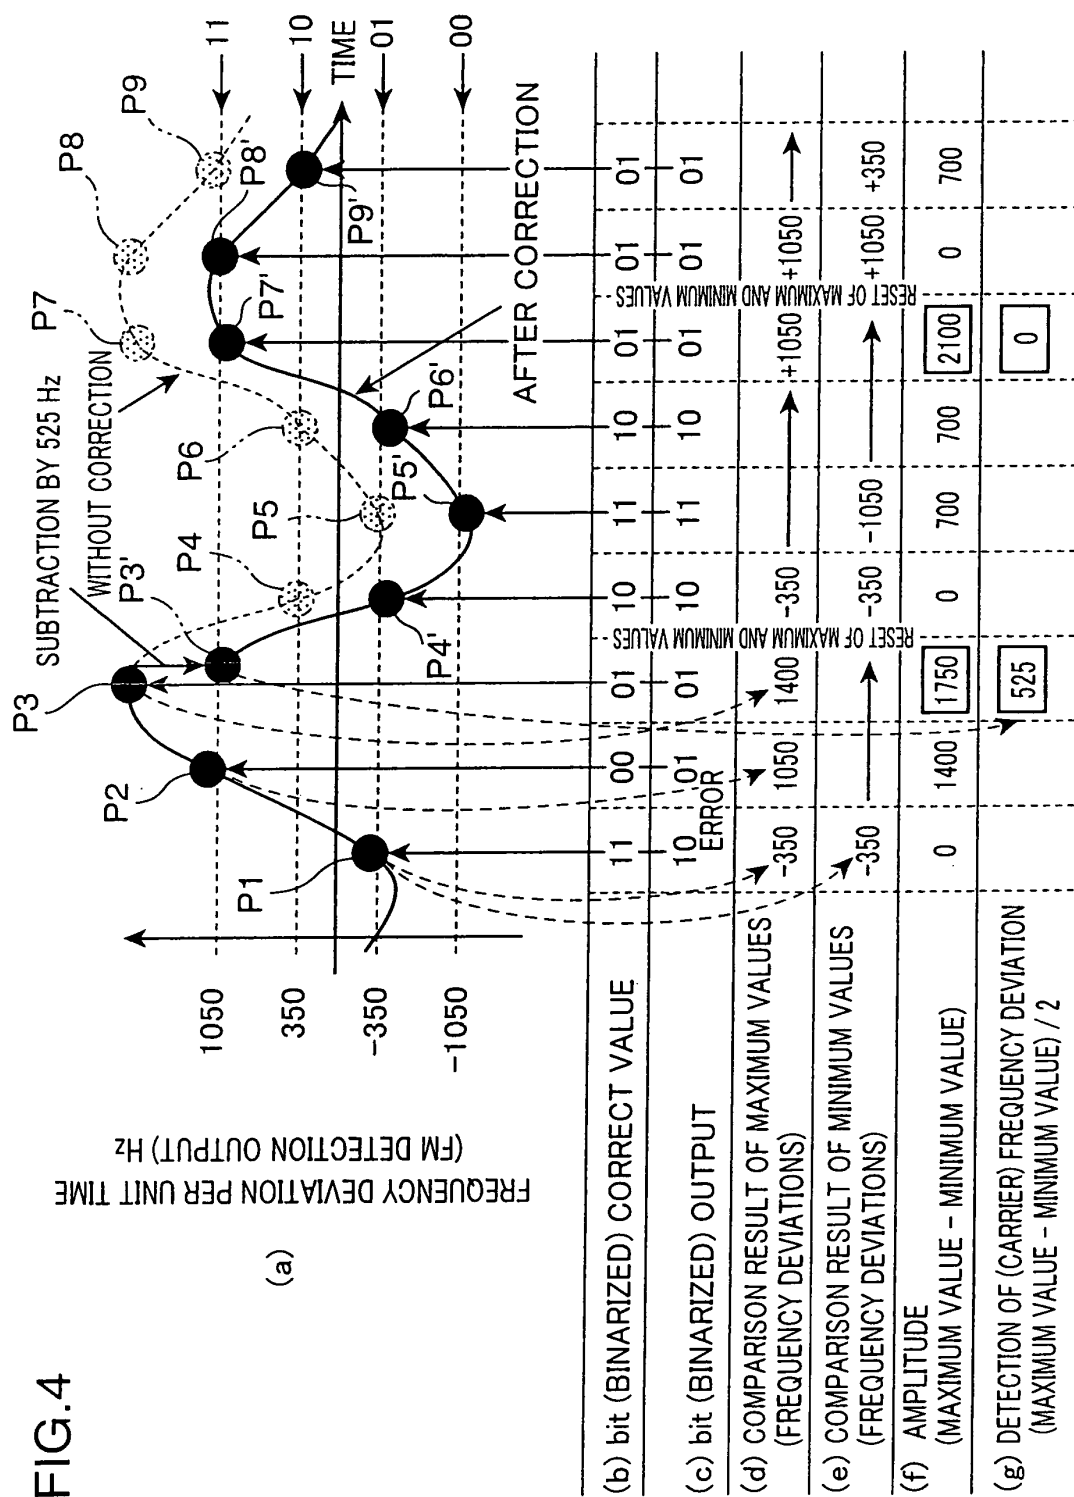 FIG.4
(a)
FREQUENCY DEVIATION PER UNIT TIME
(FM DETECTION OUTPUT) Hz
1050
350
-350
-1050
SUBTRACTION BY 525 Hz
WITHOUT CORRECTION
AFTER CORRECTION
TIME
11
10
01
00
P1
P2
P3
P3'
P4
P4'
P5
P5'
P6
P6'
P7
P7'
P8
P8'
P9
P9'
(b) bit (BINARIZED) CORRECT VALUE 11 00 01 10 11 10 01 01 01
(c) bit (BINARIZED) OUTPUT 10 01 01 10 11 10 01 01 01
ERROR
(d) COMPARISON RESULT OF MAXIMUM VALUES
(FREQUENCY DEVIATIONS) -350 1050 1400 -350 +1050 +1050
(e) COMPARISON RESULT OF MINIMUM VALUES
(FREQUENCY DEVIATIONS) -350 -350 -1050 +1050 +350
RESET OF MAXIMUM AND MINIMUM VALUES
RESET OF MAXIMUM AND MINIMUM VALUES
(f) AMPLITUDE
(MAXIMUM VALUE - MINIMUM VALUE) 0 1400 1750 0 700 700 2100 0 700
(g) DETECTION OF (CARRIER) FREQUENCY DEVIATION
(MAXIMUM VALUE - MINIMUM VALUE) / 2 525 0